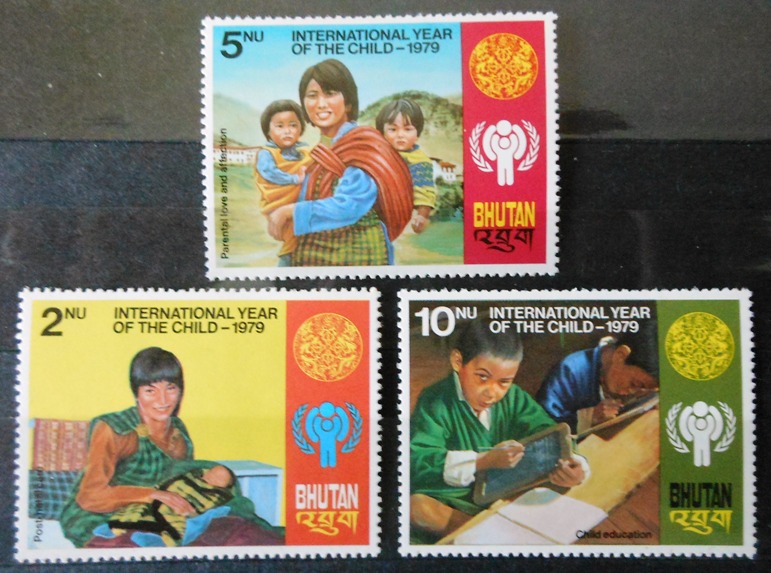 5NU
INTERNATIONAL YEAR
OF THE CHILD – 1979
Parental love and affection
BHUTAN
འབྲུག
2NU
INTERNATIONAL YEAR
OF THE CHILD – 1979
BHUTAN
འབྲུག
10NU
INTERNATIONAL YEAR
OF THE CHILD – 1979
Child education
BHUTAN
འབྲུག